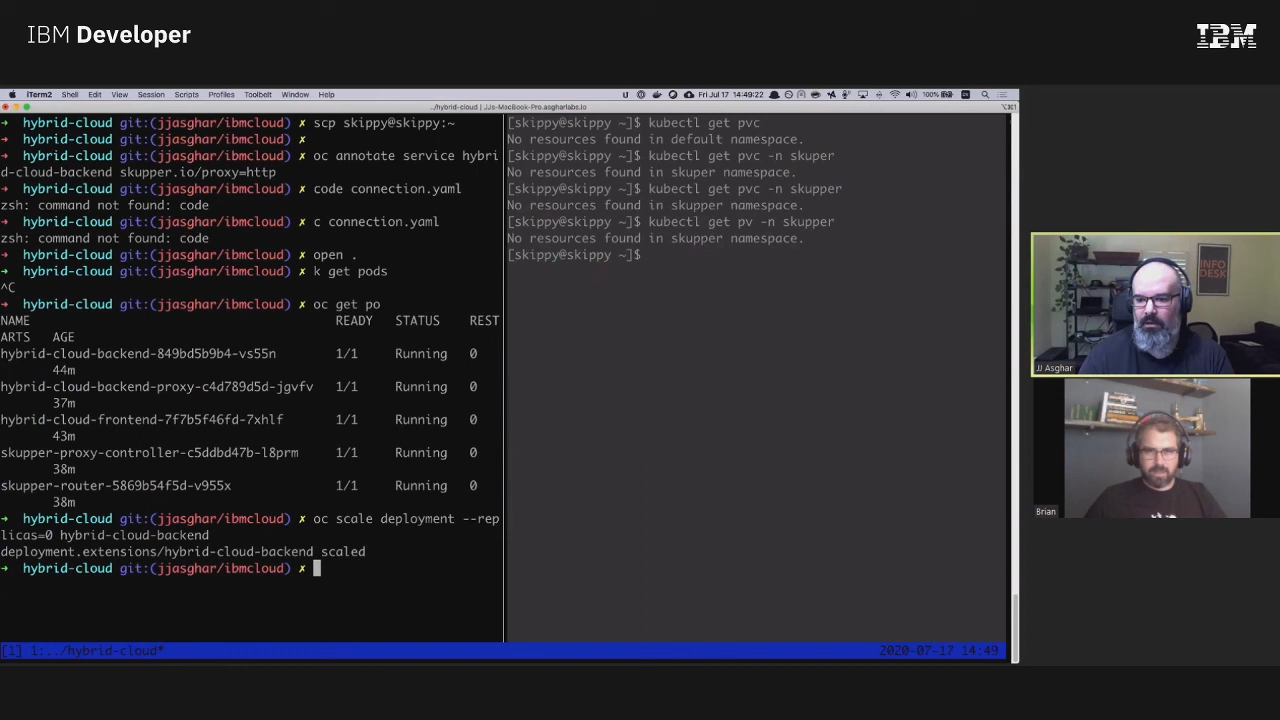 IBM Developer
IBM
iTerm2 Shell Edit View Session Scripts Profiles Toolbelt Window Help
100% Fri Jul 17 14:49:22
../hybrid-cloud | JJs-MacBook-Pro.asgharlabs.io
⌥⌘1
➜ hybrid-cloud git:(jjasghar/ibmcloud) ✗ scp skippy@skippy:~
➜ hybrid-cloud git:(jjasghar/ibmcloud) ✗
➜ hybrid-cloud git:(jjasghar/ibmcloud) ✗ oc annotate service hybri
d-cloud-backend skupper.io/proxy=http
➜ hybrid-cloud git:(jjasghar/ibmcloud) ✗ code connection.yaml
zsh: command not found: code
➜ hybrid-cloud git:(jjasghar/ibmcloud) ✗ c connection.yaml
zsh: command not found: code
➜ hybrid-cloud git:(jjasghar/ibmcloud) ✗ open .
➜ hybrid-cloud git:(jjasghar/ibmcloud) ✗ k get pods
^C
➜ hybrid-cloud git:(jjasghar/ibmcloud) ✗ oc get po
NAME READY STATUS REST
ARTS AGE
hybrid-cloud-backend-849bd5b9b4-vs55n 1/1 Running 0
44m
hybrid-cloud-backend-proxy-c4d789d5d-jgvfv 1/1 Running 0
37m
hybrid-cloud-frontend-7f7b5f46fd-7xhlf 1/1 Running 0
43m
skupper-proxy-controller-c5ddbd47b-l8prm 1/1 Running 0
38m
skupper-router-5869b54f5d-v955x 1/1 Running 0
38m
➜ hybrid-cloud git:(jjasghar/ibmcloud) ✗ oc scale deployment --rep
licas=0 hybrid-cloud-backend
deployment.extensions/hybrid-cloud-backend scaled
➜ hybrid-cloud git:(jjasghar/ibmcloud) ✗
[skippy@skippy ~]$ kubectl get pvc
No resources found in default namespace.
[skippy@skippy ~]$ kubectl get pvc -n skuper
No resources found in skuper namespace.
[skippy@skippy ~]$ kubectl get pvc -n skupper
No resources found in skupper namespace.
[skippy@skippy ~]$ kubectl get pv -n skupper
No resources found in skupper namespace.
[skippy@skippy ~]$
[1] 1:../hybrid-cloud*
2020-07-17 14:49
INFO
DESK
JJ Asghar
Brian